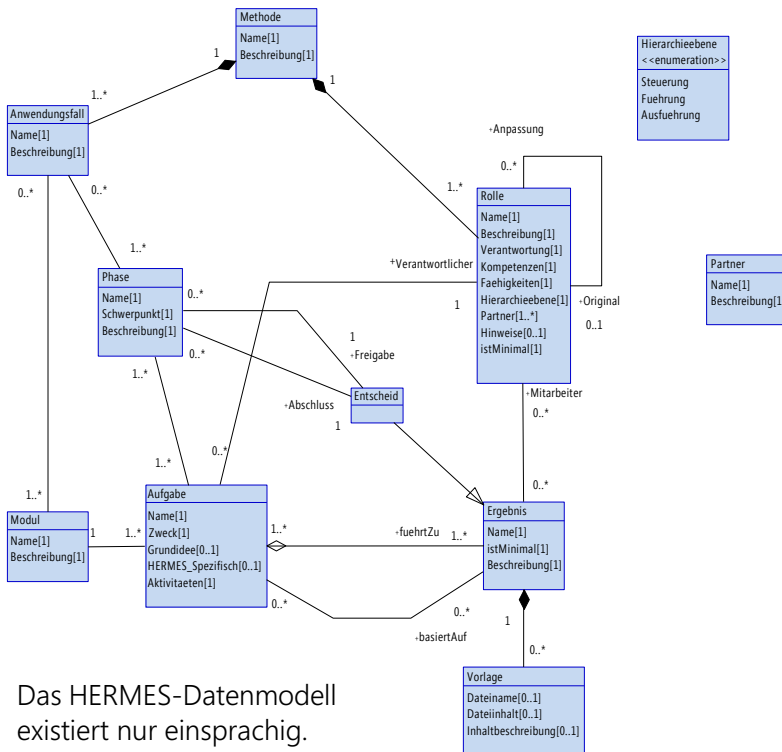 Methode
Name[1]
Beschreibung[1]
1
1
1..*
1..*
Hierarchieebene
<<enumeration>>
Steuerung
Fuehrung
Ausfuehrung
Anwendungsfall
Name[1]
Beschreibung[1]
0..*
0..*
1..*
1..*
+Anpassung
0..*
Rolle
Name[1]
Beschreibung[1]
Verantwortung[1]
Kompetenzen[1]
Faehigkeiten[1]
Hierarchieebene[1]
Partner[1..*]
Hinweise[0..1]
istMinimal[1]
+Original
0..1
+Verantwortlicher
1
+Mitarbeiter
0..*
0..*
Partner
Name[1]
Beschreibung[1
Phase
Name[1]
Schwerpunkt[1]
Beschreibung[1]
0..*
0..*
1..*
1..*
1
+Freigabe
+Abschluss
1
Entscheid
0..*
Modul
Name[1]
Beschreibung[1]
1
1..*
Aufgabe
Name[1]
Zweck[1]
Grundidee[0..1]
HERMES_Spezifisch[0..1]
Aktivitaeten[1]
1..*
+fuehrtZu
1..*
0..*
0..*
+basiertAuf
Ergebnis
Name[1]
istMinimal[1]
Beschreibung[1]
1
0..*
Vorlage
Dateiname[0..1]
Dateiinhalt[0..1]
Inhaltbeschreibung[0..1]
Das HERMES-Datenmodell
existiert nur einsprachig.